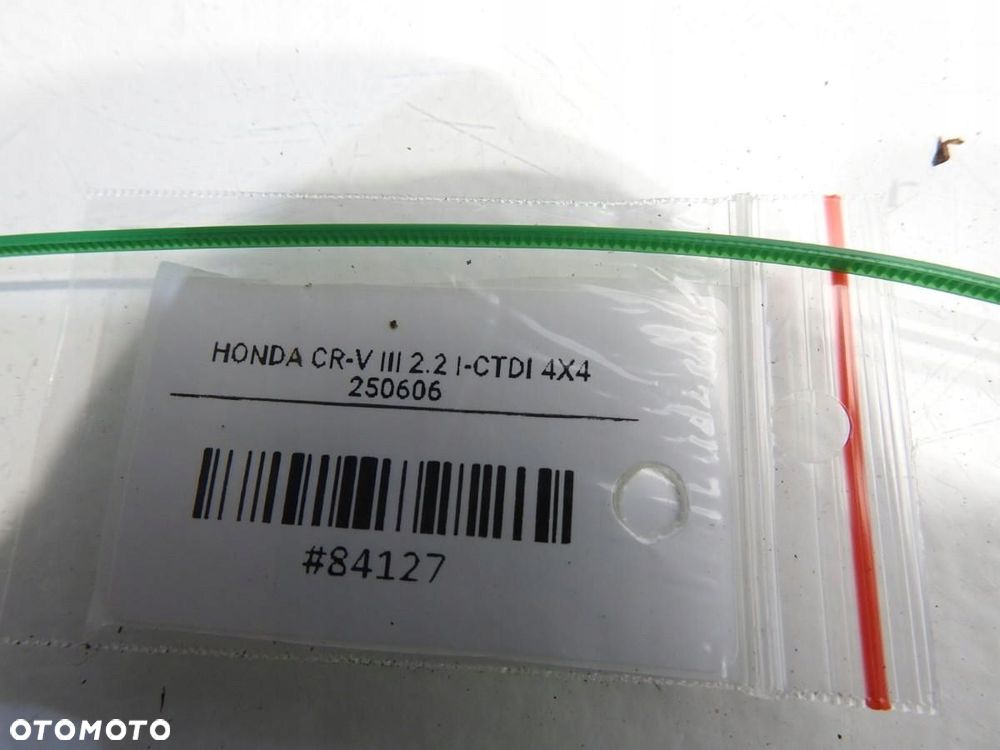 HONDA CR-V III 2.2 I-CTDI 4X4
250606
#84127
OTOMOTO